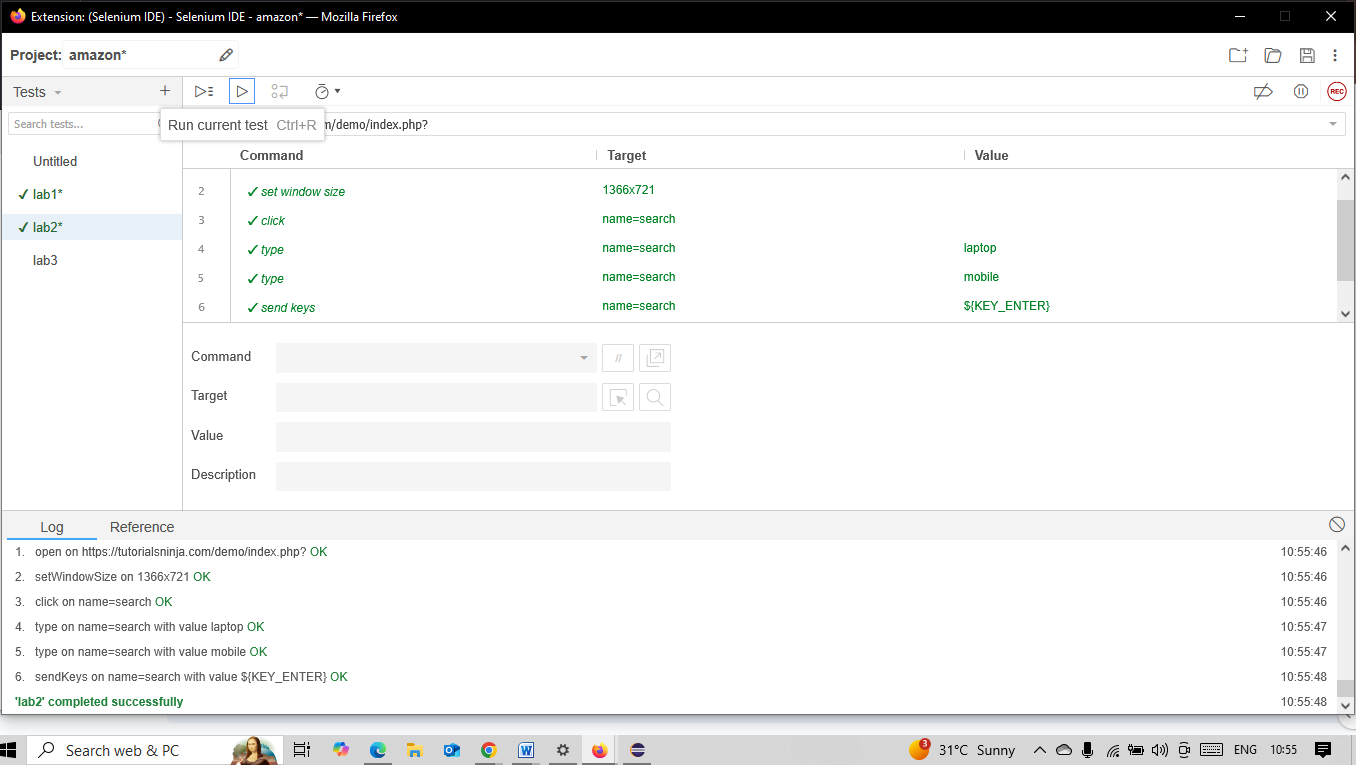 Extension: (Selenium IDE) - Selenium IDE - amazon* — Mozilla Firefox
Project: amazon*
Tests
REC
Search tests...
Run current test Ctrl+R
m/demo/index.php?
Command Target Value
Untitled
lab1*
lab2*
lab3
2 ✓ set window size 1366x721
3 ✓ click name=search
4 ✓ type name=search laptop
5 ✓ type name=search mobile
6 ✓ send keys name=search ${KEY_ENTER}
Command //
Target
Value
Description
Log Reference
1. open on https://tutorialsninja.com/demo/index.php? OK 10:55:46
2. setWindowSize on 1366x721 OK 10:55:46
3. click on name=search OK 10:55:46
4. type on name=search with value laptop OK 10:55:47
5. type on name=search with value mobile OK 10:55:47
6. sendKeys on name=search with value ${KEY_ENTER} OK 10:55:48
'lab2' completed successfully 10:55:48
Search web & PC 3 31°C Sunny ENG 10:55